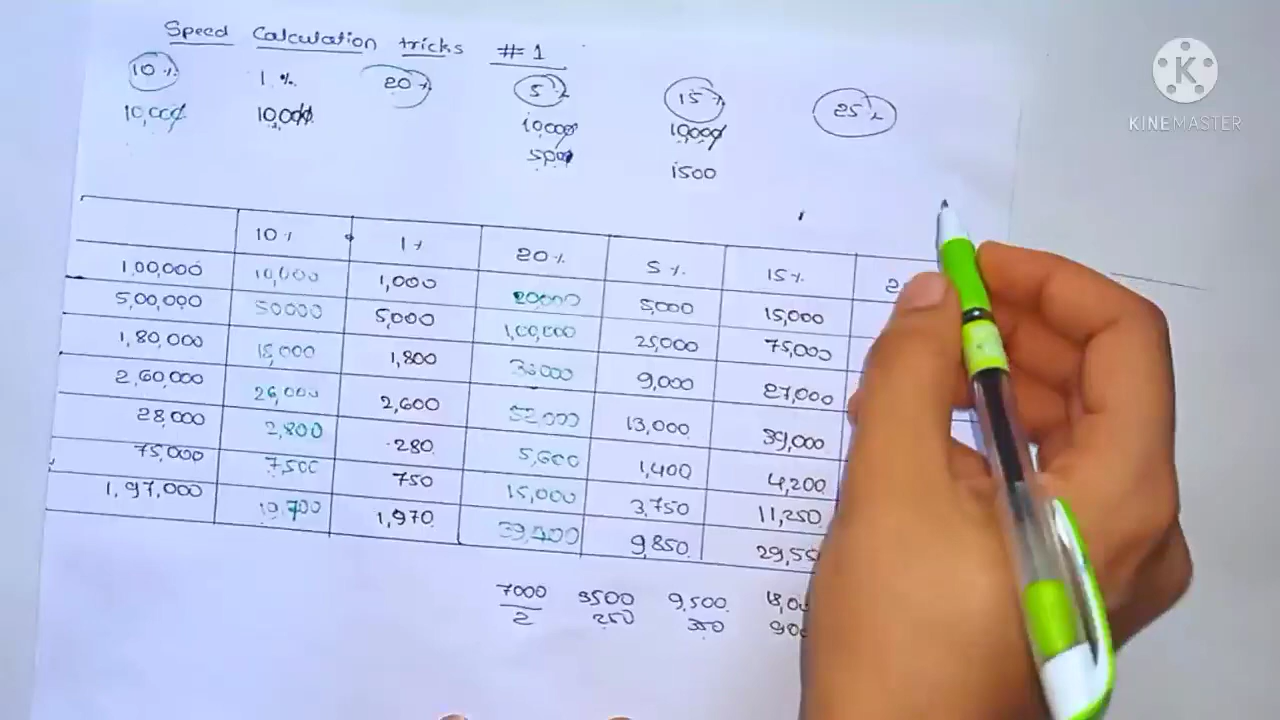 Speed Calculation tricks #1
10% 1% 20% 5% 15% 25%
10,000 10,000 10,000 10,000
500 1500
10% 1% 20% 5% 15%
1,00,000 10,000 1,000 20,000 5,000 15,000
5,00,000 50000 5,000 1,00,000 25,000 75,000
1,80,000 15,000 1,800 9,000 27,000
2,60,000 26,000 2,600 52,000 13,000 39,000
28,000 2,800 280 5,600 1,400 4,200
75,000 7,500 750 15,000 3,750 11,250
1,97,000 19,700 1,970 39,400 9,850
7000 3500 9,500
2 250 350
KINEMASTER